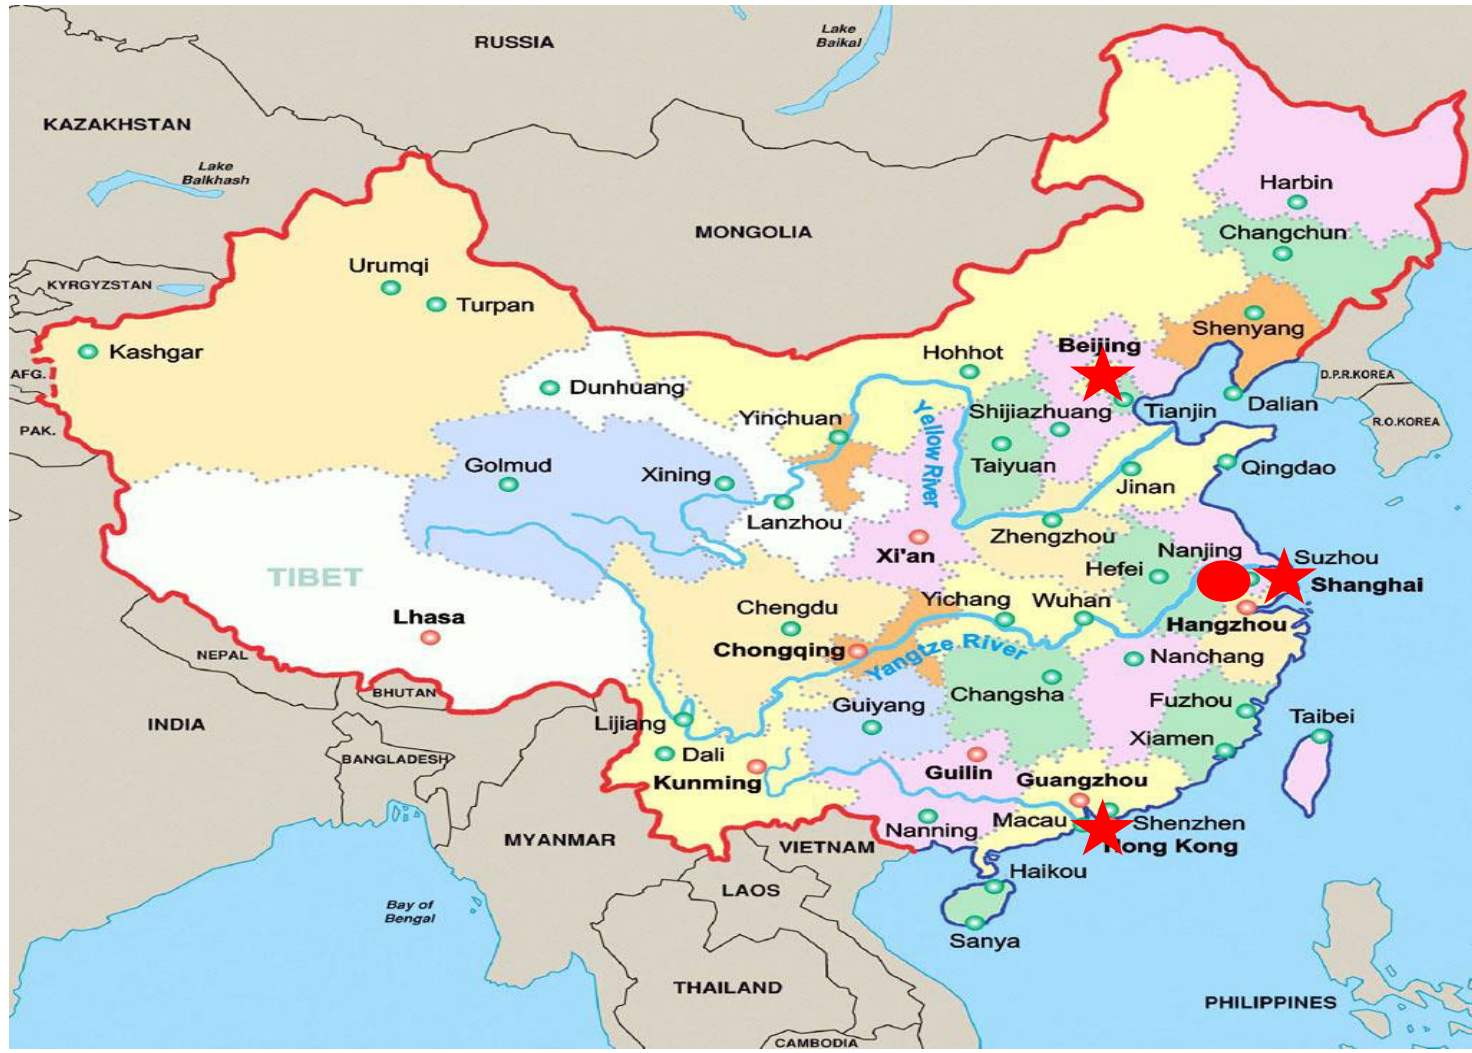 RUSSIA
Lake
Baikal
KAZAKHSTAN
Lake
Balkhash
Harbin
MONGOLIA
Changchun
Urumqi
KYRGYZSTAN
Turpan
Shenyang
Kashgar
Hohhot
Beijing
AFG.
D.P.R.KOREA
Dunhuang
Yinchuan
Yellow River
Shijiazhuang
Tianjin
Dalian
PAK.
R.O.KOREA
Golmud
Xining
Taiyuan
Jinan
Qingdao
Lanzhou
Zhengzhou
Xi'an
Nanjing
Suzhou
Hefei
Shanghai
TIBET
Chengdu
Yichang
Wuhan
Lhasa
Hangzhou
Chongqing
Yangtze River
Nanchang
NEPAL
BHUTAN
Changsha
Guiyang
Fuzhou
INDIA
Lijiang
Taibei
Xiamen
BANGLADESH
Dali
Kunming
Guilin
Guangzhou
Macau
Shenzhen
Nanning
MYANMAR
VIETNAM
Hong Kong
Haikou
LAOS
Bay of
Bengal
Sanya
THAILAND
PHILIPPINES
CAMBODIA